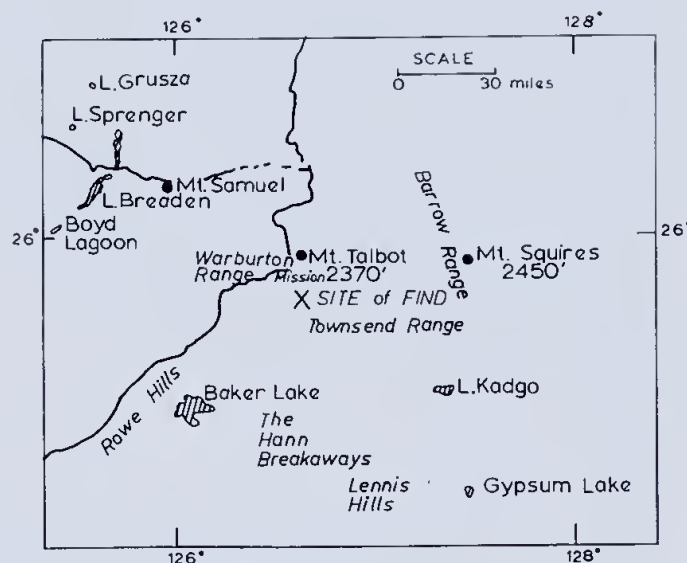 126°
128°
SCALE
0 30 miles
L.Grusza
L.Sprenger
Mt.Samuel
L.Breaden
Boyd
Lagoon
26°
26°
Barrow Range
Warburton
Range
Mt. Talbot
Mission 2370'
Mt. Squires
2450'
X SITE of FIND
Townsend Range
Rowe Hills
Baker Lake
L.Kadgo
The
Hann
Breakaways
Lennis
Hills
Gypsum Lake
126°
128°